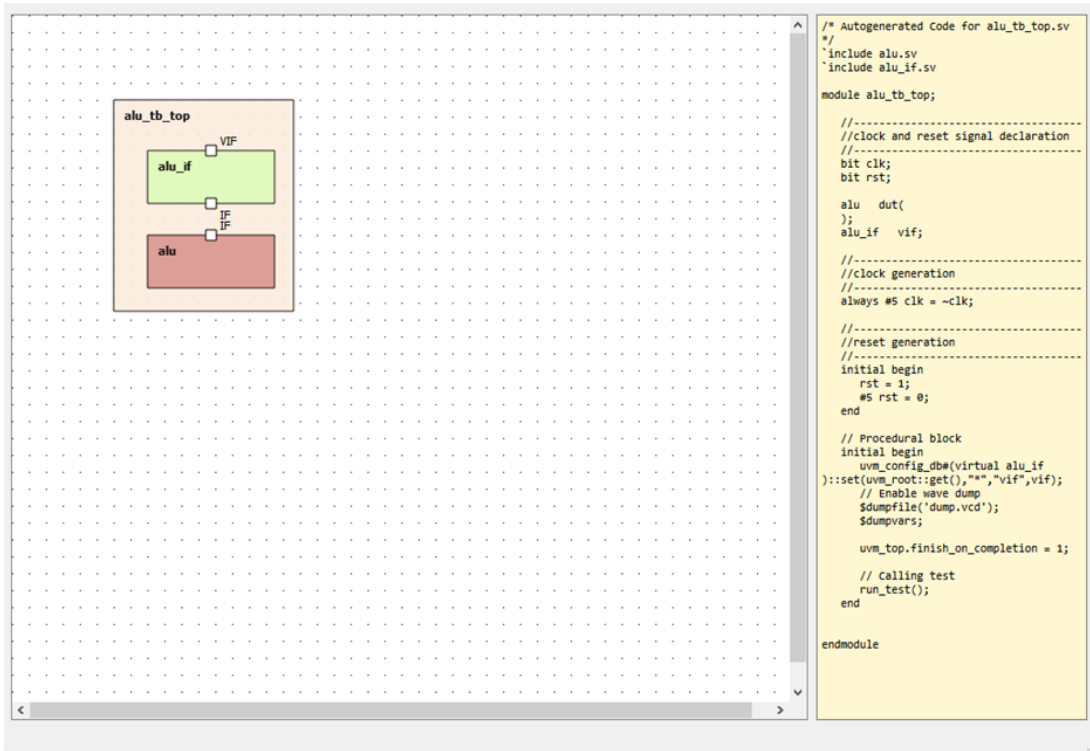 alu_tb_top
VIF
alu_if
IF
IF
alu
/* Autogenerated Code for alu_tb_top.sv
*/
`include alu.sv
`include alu_if.sv
module alu_tb_top;
//-----------------------------------
//clock and reset signal declaration
//-----------------------------------
bit clk;
bit rst;
alu   dut(
);
alu_if   vif;
//-----------------------------------
//clock generation
//-----------------------------------
always #5 clk = ~clk;
//-----------------------------------
//reset generation
//-----------------------------------
initial begin
rst = 1;
#5 rst = 0;
end
// Procedural block
initial begin
uvm_config_db#(virtual alu_if
)::set(uvm_root::get(),"*","vif",vif);
// Enable wave dump
$dumpfile('dump.vcd');
$dumpvars;
uvm_top.finish_on_completion = 1;
// Calling test
run_test();
end
endmodule